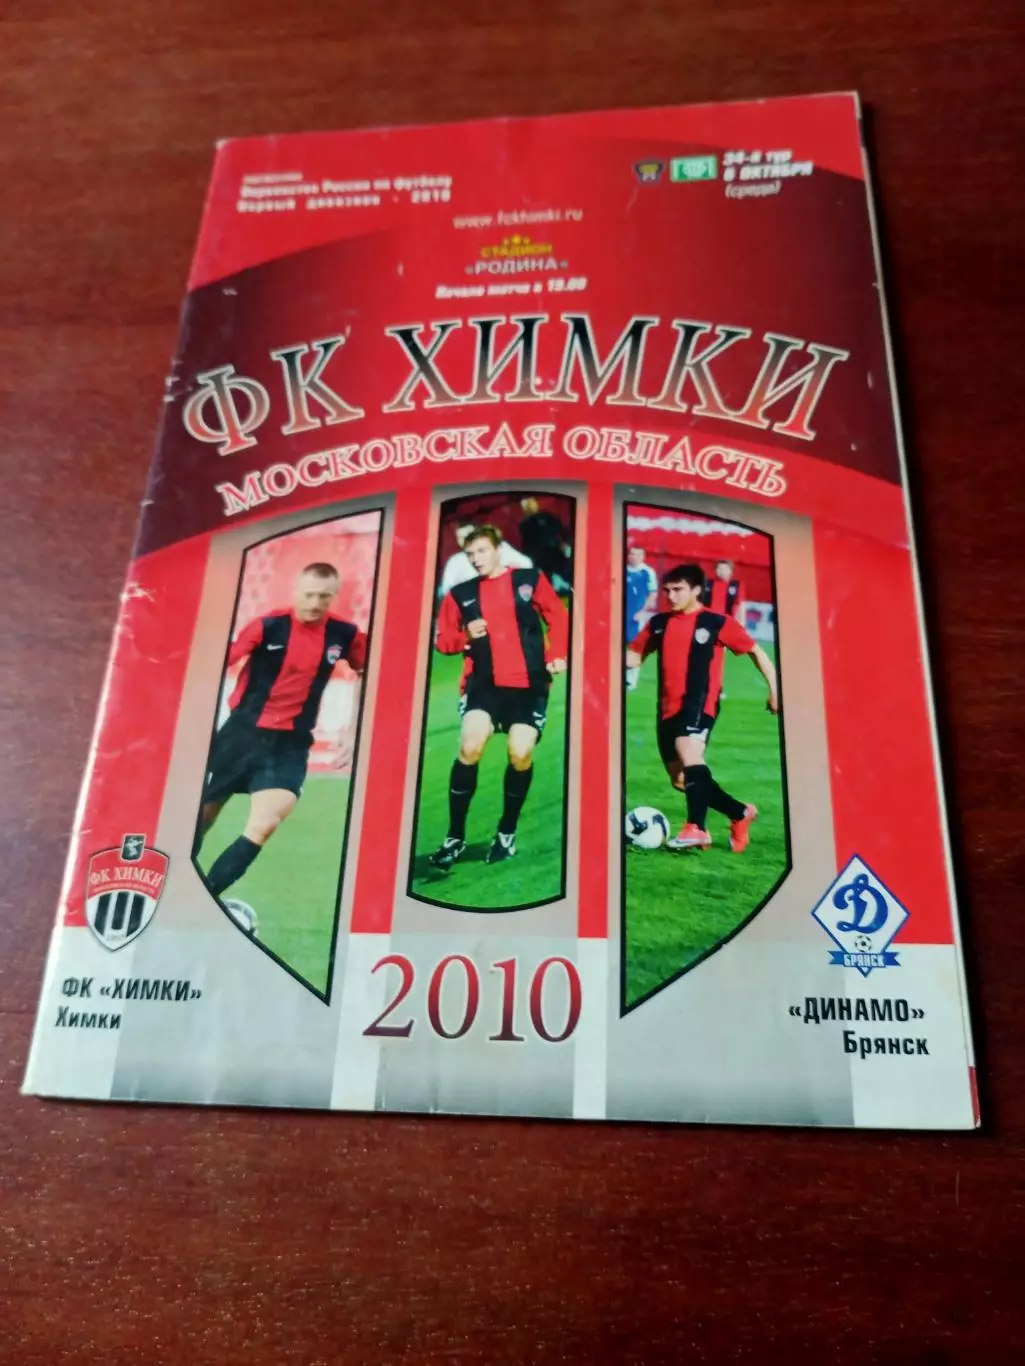 Первенство России по футболу
Первый дивизион - 2010
34-й тур
6 ОКТЯБРЯ
(среда)
www.fckhimki.ru
СТАДИОН
«РОДИНА»
Начало матча в 19.00
ФК ХИМКИ
МОСКОВСКАЯ ОБЛАСТЬ
ФК ХИМКИ
БРЯНСК
ФК «ХИМКИ»
Химки
2010
«ДИНАМО»
Брянск